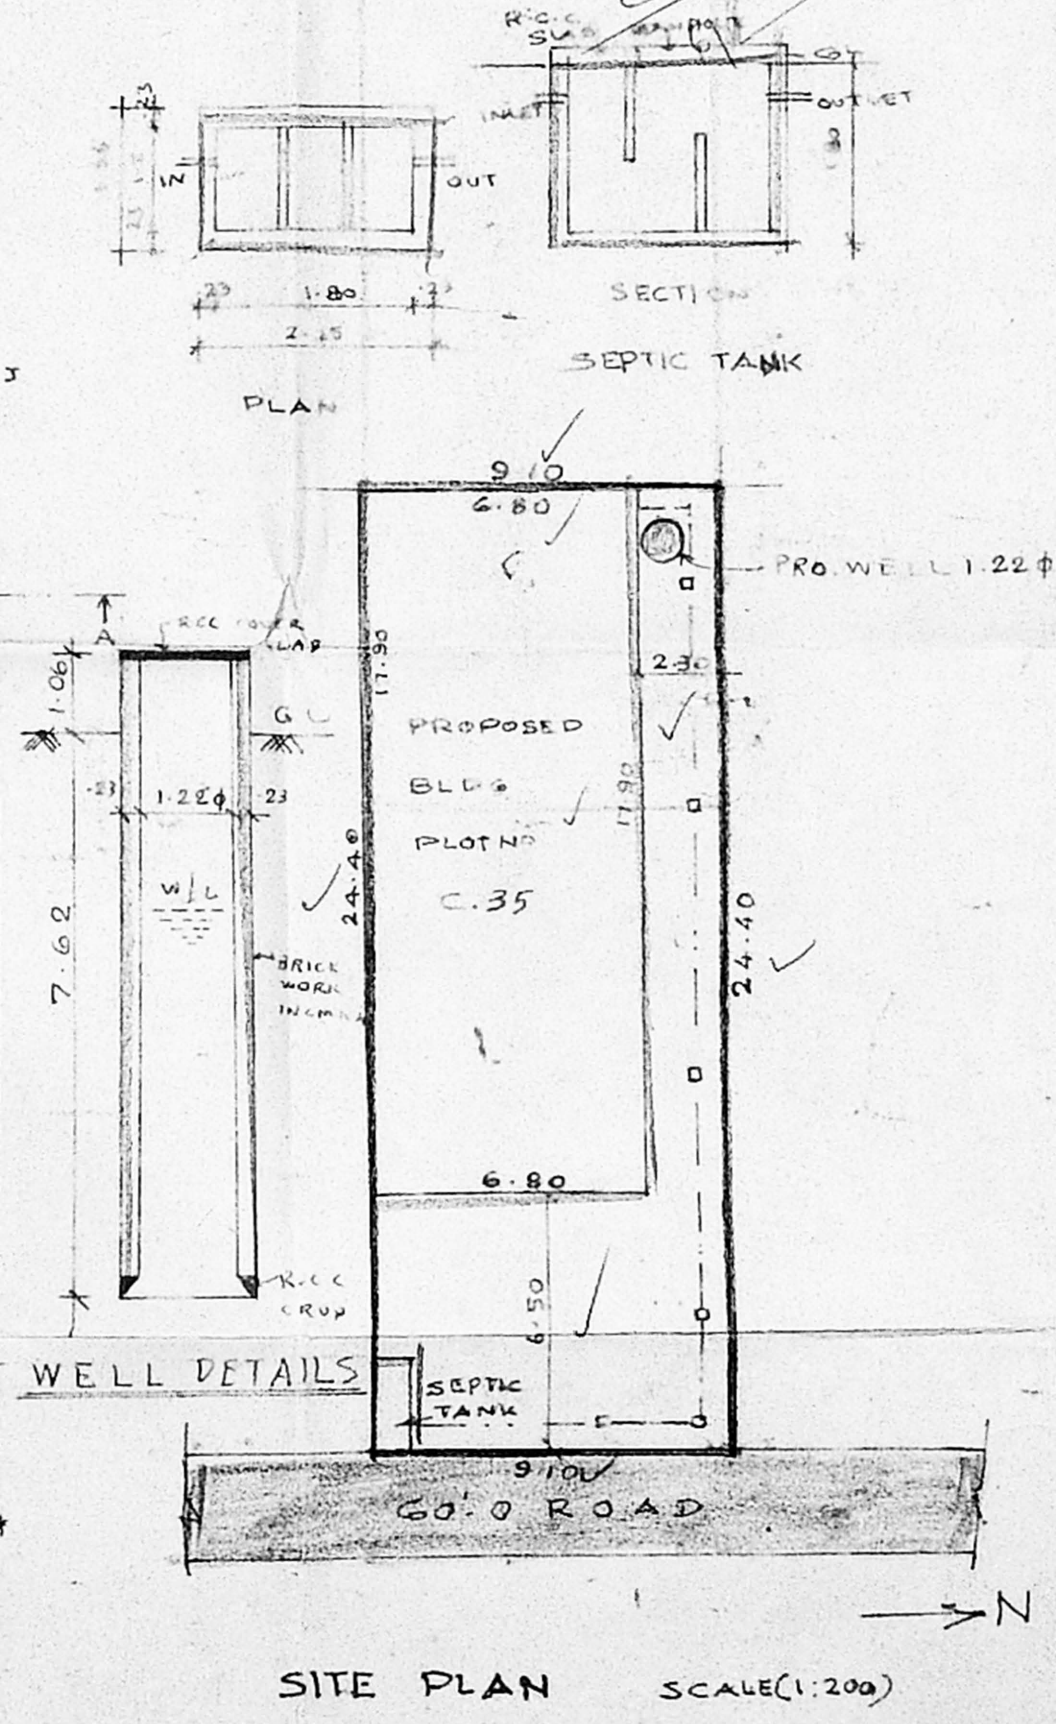 R.C.C
SLAB
INLET
OUTLET
.23
IN
OUT
.23
1.80
.23
SECTION
SEPTIC TANK
PLAN
9.10
6.80
PRO. WELL 1.22ϕ
A
RCC COVER
SLAB
1.06
17.90
2.30
G L
PROPOSED
BLDG
PLOT NO
C.35
17.90
.23
1.22ϕ
.23
24.40
24.40
W/L
7.62
BRICK
WORK
6.80
6.50
R.C.C
WELL DETAILS
SEPTIC
TANK
9.10
60'.0 ROAD
N
SITE PLAN
SCALE(1:200)